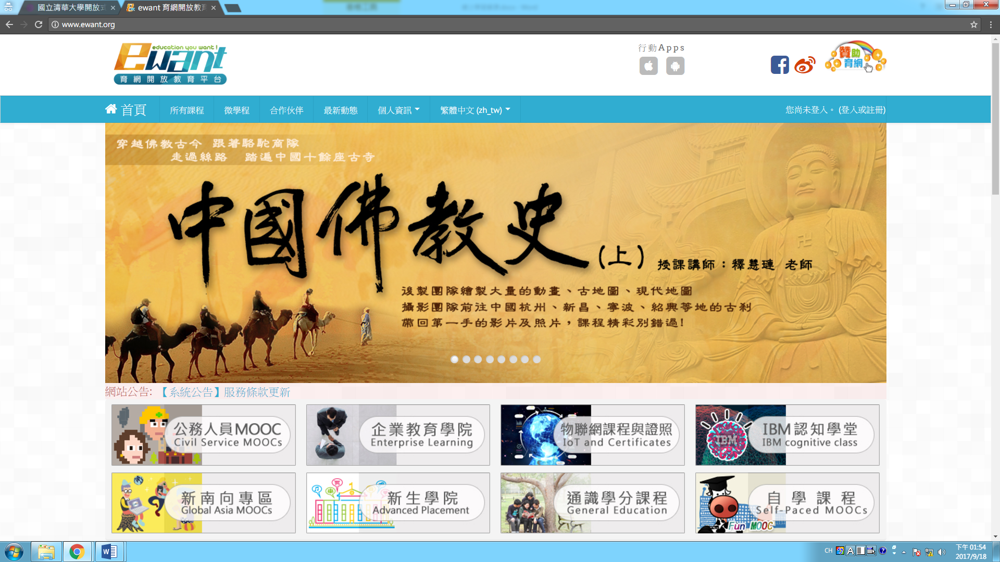 國立清華大學開放式
ewant 育網開放教育
www.ewant.org
education you want!
ewant
育網開放教育平台
行動Apps
贊助
育網
首頁
所有課程
微學程
合作伙伴
最新動態
個人資訊
繁體中文 (zh_tw)
您尚未登入。 (登入或註冊)
穿越佛教古今 跟著駱駝商隊
走過絲路 踏遍中國十餘座古寺
中國佛教史(上) 授課講師:釋慧璉 老師
後製團隊繪製大量的動畫、古地圖、現代地圖
攝影團隊前往中國杭州、新昌、寧波、紹興等地的古剎
帶回第一手的影片及照片,課程精彩別錯過!
網站公告: 【系統公告】服務條款更新
公務人員MOOC
Civil Service MOOCs
企業教育學院
Enterprise Learning
物聯網課程與證照
IoT and Certificates
IBM
IBM 認知學堂
IBM cognitive class
新南向專區
Global Asia MOOCs
新生學院
Advanced Placement
通識學分課程
General Education
Fun MOOC
自學課程
Self-Paced MOOCs
CH
下午 01:54
2017/9/18